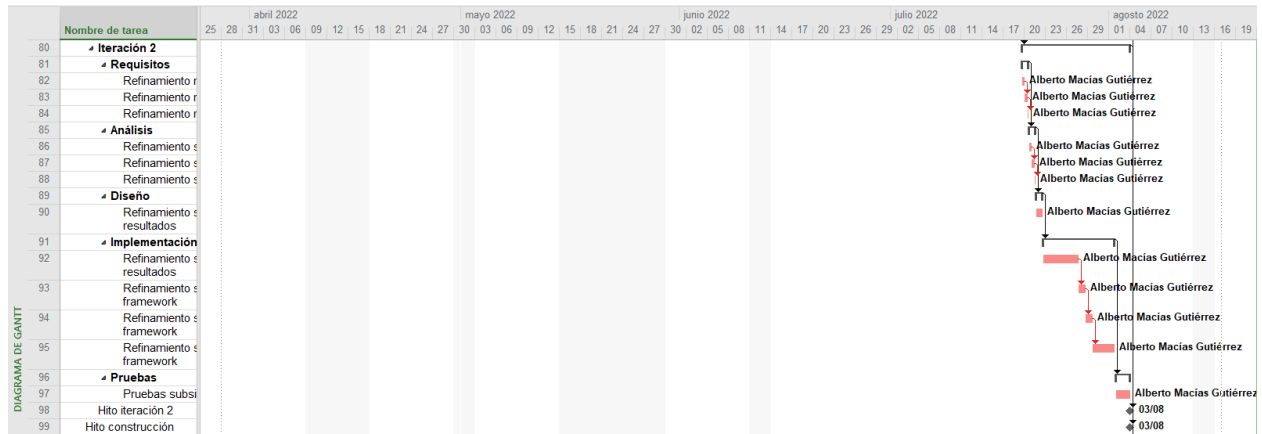 abril 2022 mayo 2022 junio 2022 julio 2022 agosto 2022
Nombre de tarea 25 28 31 03 06 09 12 15 18 21 24 27 30 03 06 09 12 15 18 21 24 27 30 02 05 08 11 14 17 20 23 26 29 02 05 08 11 14 17 20 23 26 29 01 04 07 10 13 16 19
80 Iteración 2
81 Requisitos
82 Refinamiento r Alberto Macías Gutiérrez
83 Refinamiento r Alberto Macías Gutiérrez
84 Refinamiento r Alberto Macías Gutiérrez
85 Análisis
86 Refinamiento s Alberto Macías Gutiérrez
87 Refinamiento s Alberto Macías Gutiérrez
88 Refinamiento s Alberto Macías Gutiérrez
89 Diseño
90 Refinamiento s Alberto Macías Gutiérrez
resultados
91 Implementación
92 Refinamiento s Alberto Macías Gutiérrez
resultados
93 Refinamiento s Alberto Macías Gutiérrez
framework
94 Refinamiento s Alberto Macías Gutiérrez
framework
95 Refinamiento s Alberto Macías Gutiérrez
framework
96 Pruebas
97 Pruebas subsi Alberto Macías Gutiérrez
98 Hito iteración 2 03/08
99 Hito construcción 03/08
DIAGRAMA DE GANTT